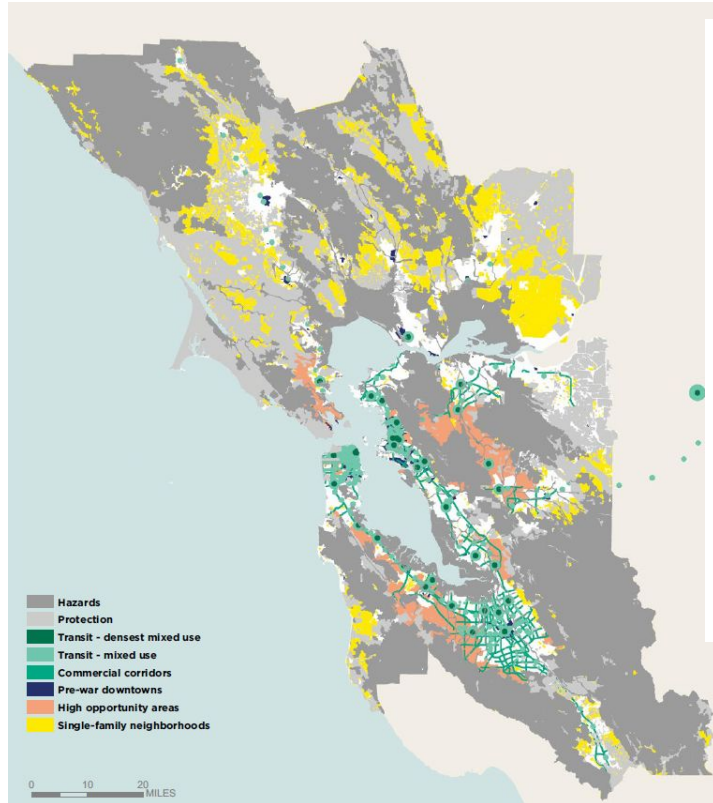 Hazards
Protection
Transit - densest mixed use
Transit - mixed use
Commercial corridors
Pre-war downtowns
High opportunity areas
Single-family neighborhoods
0 10 20
MILES